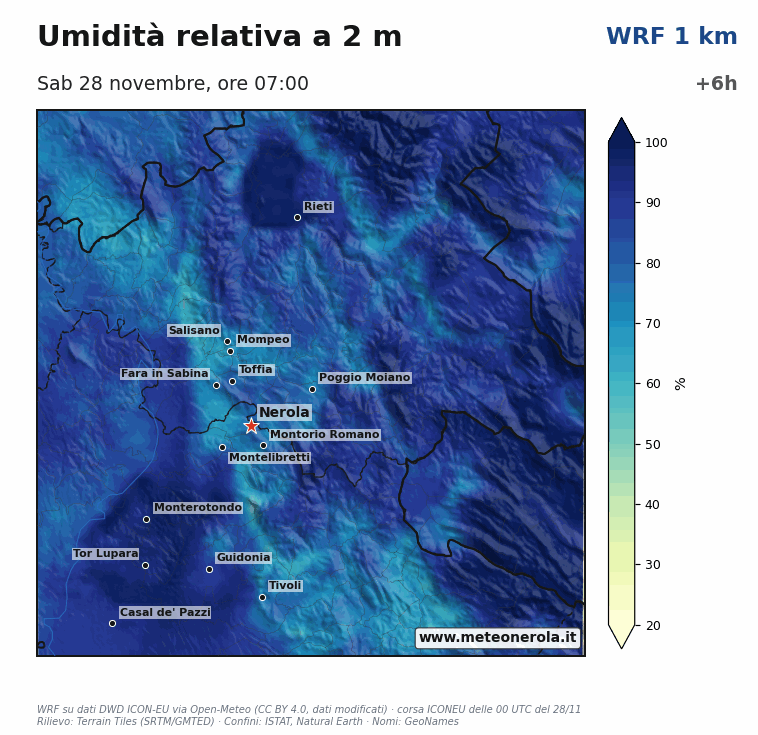 Umidità relativa a 2 m
WRF 1 km
Sab 28 novembre, ore 07:00
+6h
100
90
80
70
60
50
40
30
20
%
Rieti
Salisano
Mompeo
Fara in Sabina
Toffia
Poggio Moiano
Nerola
Montorio Romano
Montelibretti
Monterotondo
Tor Lupara
Guidonia
Tivoli
Casal de' Pazzi
www.meteonerola.it
WRF su dati DWD ICON-EU via Open-Meteo (CC BY 4.0, dati modificati) · corsa ICONEU delle 00 UTC del 28/11
Rilievo: Terrain Tiles (SRTM/GMTED) · Confini: ISTAT, Natural Earth · Nomi: GeoNames